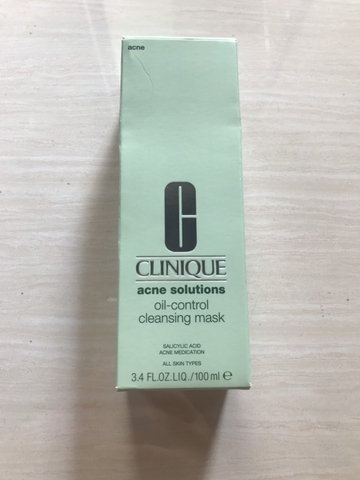 acne
C
CLINIQUE
acne solutions
oil-control
cleansing mask
SALICYLIC ACID
ACNE MEDICATION
ALL SKIN TYPES
3.4 FL.OZ.LIQ./100 ml ℮